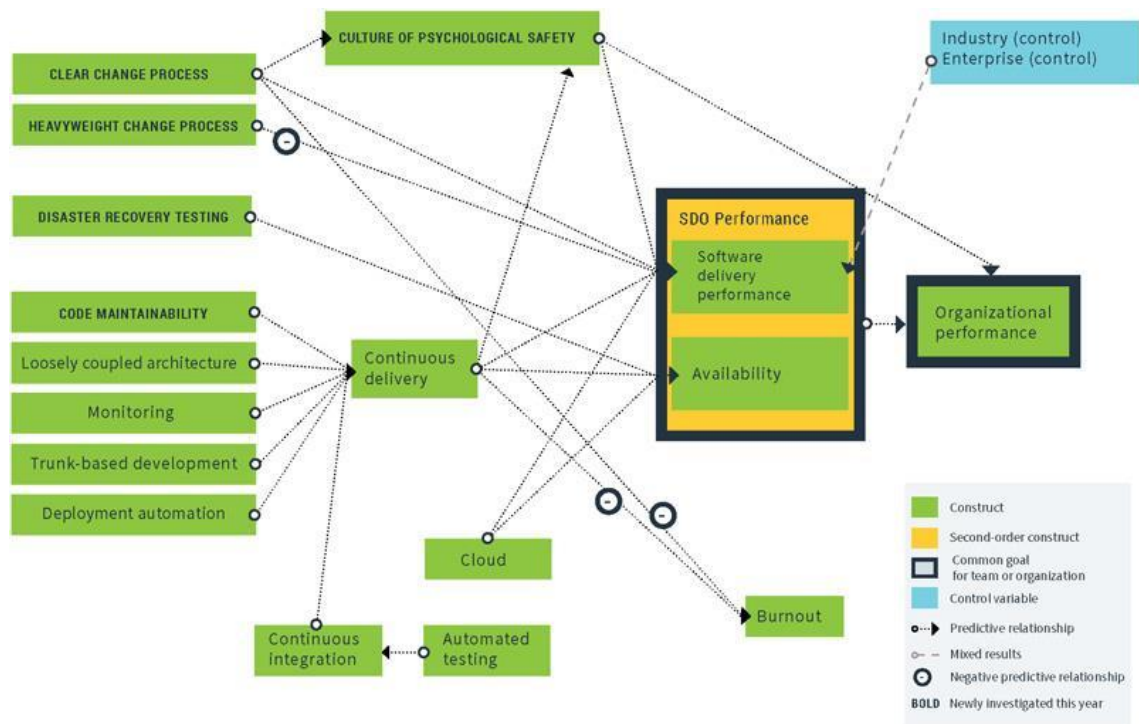 CULTURE OF PSYCHOLOGICAL SAFETY
Industry (control)
Enterprise (control)
CLEAR CHANGE PROCESS
HEAVYWEIGHT CHANGE PROCESS
-
DISASTER RECOVERY TESTING
SDO Performance
Software
delivery
performance
Organizational
performance
CODE MAINTAINABILITY
Loosely coupled architecture
Continuous
delivery
Availability
Monitoring
Trunk-based development
Deployment automation
-
-
Cloud
Burnout
Continuous
integration
Automated
testing
Construct
Second-order construct
Common goal
for team or organization
Control variable
Predictive relationship
Mixed results
-
Negative predictive relationship
BOLD Newly investigated this year